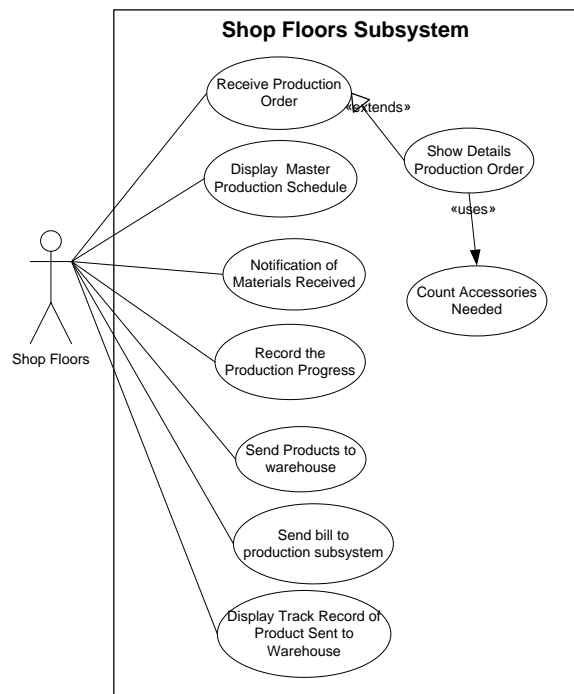 Shop Floors Subsystem
Receive Production
Order
«extends»
Show Details
Production Order
Display Master
Production Schedule
«uses»
Notification of
Materials Received
Count Accessories
Needed
Shop Floors
Record the
Production Progress
Send Products to
warehouse
Send bill to
production subsystem
Display Track Record of
Product Sent to
Warehouse